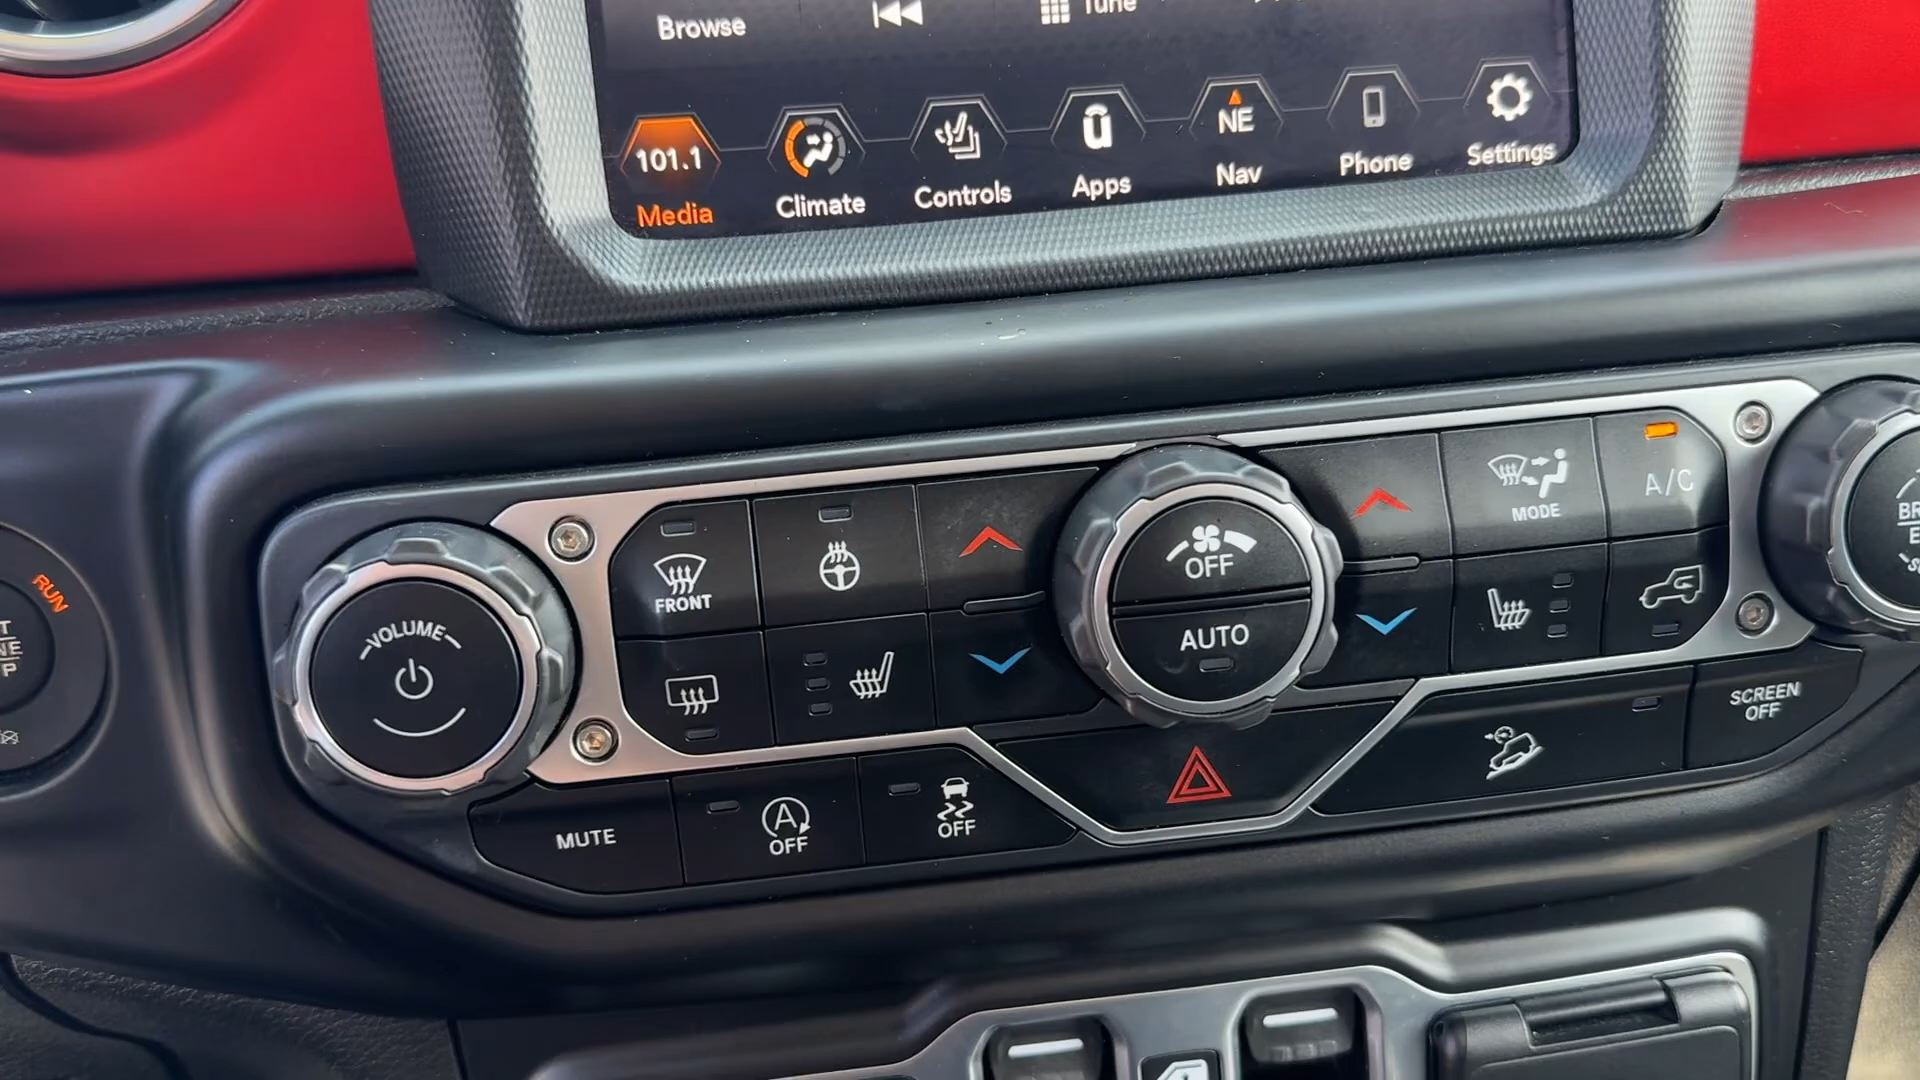 Browse
Tune
101.1
NE
Media
Climate
Controls
Apps
Nav
Phone
Settings
RUN
VOLUME
FRONT
OFF
AUTO
MODE
A/C
MUTE
A
OFF
OFF
SCREEN
OFF